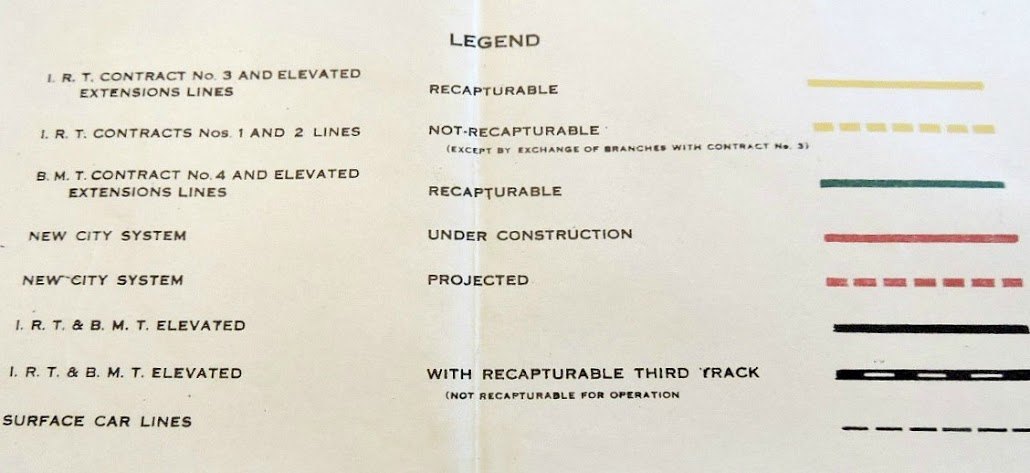 LEGEND
I. R. T. CONTRACT No. 3 AND ELEVATED
EXTENSIONS LINES
RECAPTURABLE
I. R. T. CONTRACTS Nos. 1 AND 2 LINES
NOT-RECAPTURABLE
(EXCEPT BY EXCHANGE OF BRANCHES WITH CONTRACT No. 3)
B. M. T. CONTRACT No. 4 AND ELEVATED
EXTENSIONS LINES
RECAPTURABLE
NEW CITY SYSTEM
UNDER CONSTRUCTION
NEW CITY SYSTEM
PROJECTED
I. R. T. & B. M. T. ELEVATED
I. R. T. & B. M. T. ELEVATED
WITH RECAPTURABLE THIRD TRACK
(NOT RECAPTURABLE FOR OPERATION
SURFACE CAR LINES